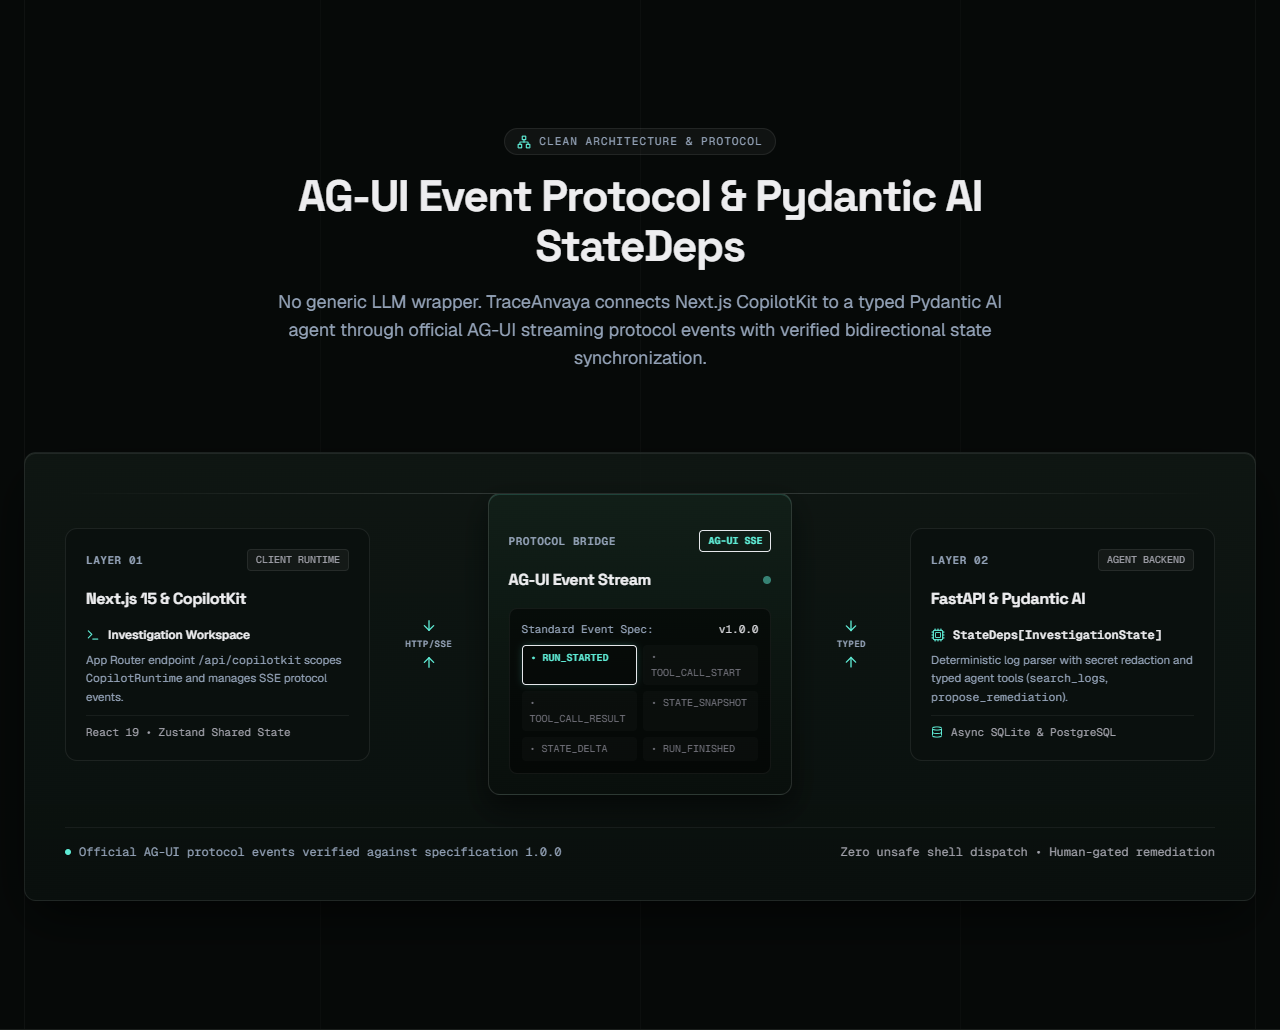 CLEAN ARCHITECTURE & PROTOCOL
AG-UI Event Protocol & Pydantic AI
StateDeps
No generic LLM wrapper. TraceAnvaya connects Next.js CopilotKit to a typed Pydantic AI
agent through official AG-UI streaming protocol events with verified bidirectional state
synchronization.
LAYER 01
CLIENT RUNTIME
Next.js 15 & CopilotKit
Investigation Workspace
App Router endpoint /api/copilotkit scopes
CopilotRuntime and manages SSE protocol
events.
React 19 • Zustand Shared State
HTTP/SSE
PROTOCOL BRIDGE
AG-UI SSE
AG-UI Event Stream
Standard Event Spec:
v1.0.0
• RUN_STARTED
•
TOOL_CALL_START
•
TOOL_CALL_RESULT
• STATE_SNAPSHOT
• STATE_DELTA
• RUN_FINISHED
TYPED
LAYER 02
AGENT BACKEND
FastAPI & Pydantic AI
StateDeps[InvestigationState]
Deterministic log parser with secret redaction and
typed agent tools (search_logs,
propose_remediation).
Async SQLite & PostgreSQL
Official AG-UI protocol events verified against specification 1.0.0
Zero unsafe shell dispatch • Human-gated remediation